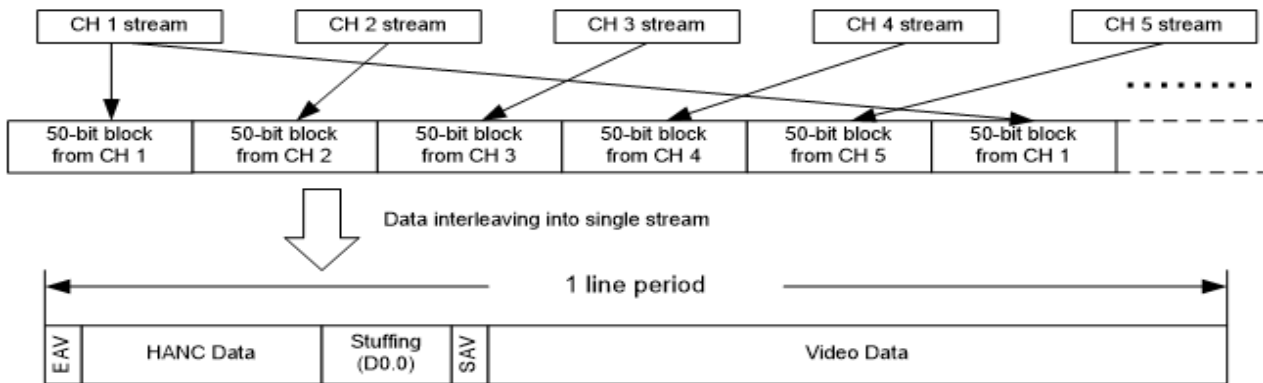 CH 1 stream
CH 2 stream
CH 3 stream
CH 4 stream
CH 5 stream
50-bit block
from CH 1
50-bit block
from CH 2
50-bit block
from CH 3
50-bit block
from CH 4
50-bit block
from CH 5
50-bit block
from CH 1
Data interleaving into single stream
1 line period
EAV
HANC Data
Stuffing
(D0.0)
SAV
Video Data